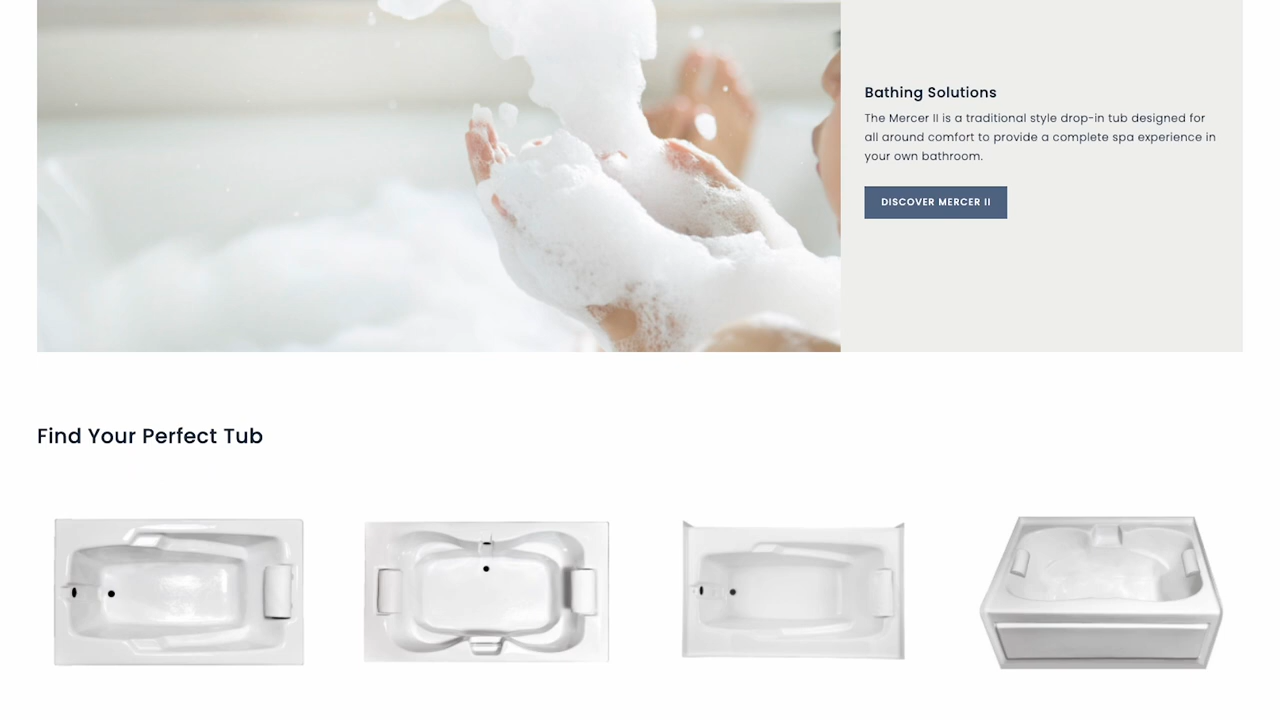 Bathing Solutions
The Mercer II is a traditional style drop-in tub designed for
all around comfort to provide a complete spa experience in
your own bathroom.
DISCOVER MERCER II
Find Your Perfect Tub